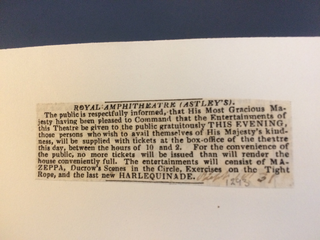 ROYAL AMPHITHEATRE (ASTLEY'S).
The public is respectfully informed, that His Most Gracious Ma-
jesty having been pleased to Command that the Entertainments of
this Theatre be given to the public gratuitously THIS EVENING,
those persons who wish to avail themselves of His Majesty's kind-
ness, will be supplied with tickets at the box-office of the theatre
this day, between the hours of 10 and 2. For the convenience of
the public, no more tickets will be issued than will render the
house conveniently full. The entertainments will consist of MA-
ZEPPA, Ducrow's Scenes in the Circle, Exercises on the Tight
Rope, and the last new HARLEQUINADE.